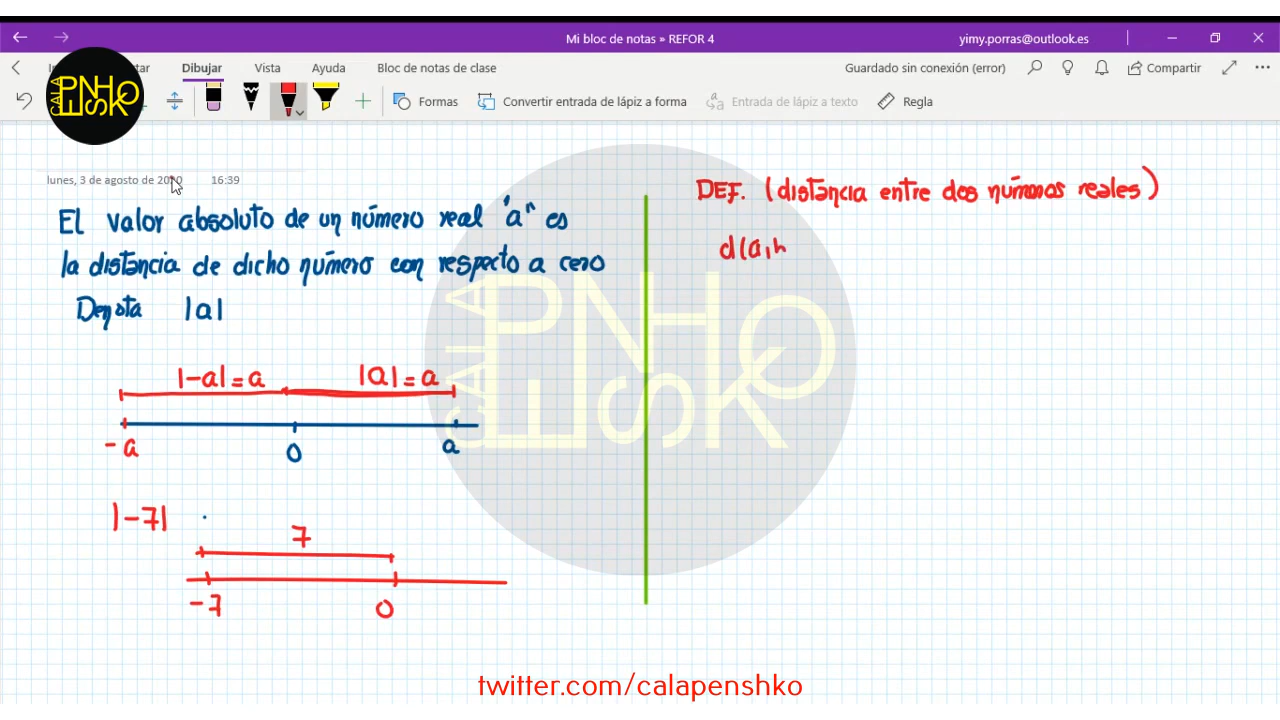 Mi bloc de notas » REFOR 4
yimy.porras@outlook.es
Dibujar
Vista
Ayuda
Bloc de notas de clase
Guardado sin conexión (error)
Compartir
Formas
Convertir entrada de lápiz a forma
Entrada de lápiz a texto
Regla
CALA
PENHSKO
lunes, 3 de agosto de 2020 16:39
El valor absoluto de un número real "a" es
la distancia de dicho número con respecto a cero
Denota |a|
|-a| = a |a| = a
-a 0 a
|-7|
7
-7 0
DEF. (distancia entre dos números reales)
d(a,
twitter.com/calapenshko